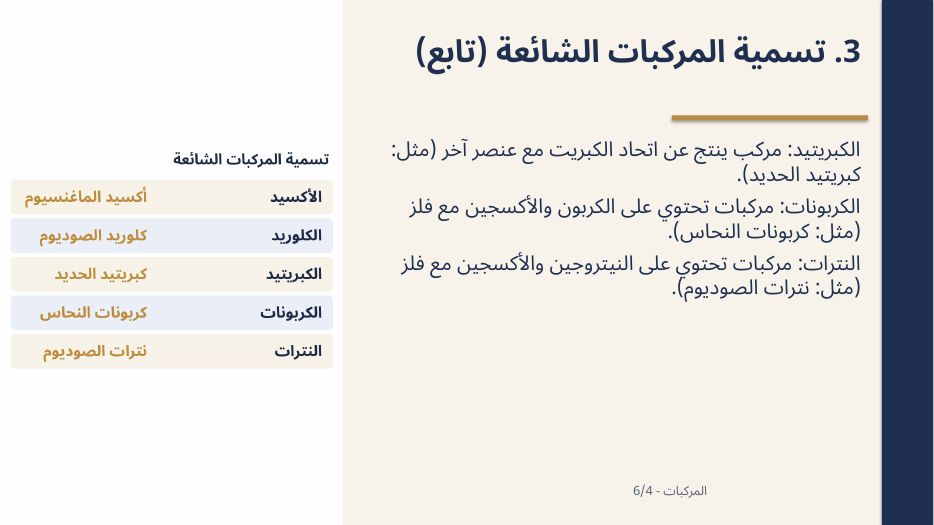 3. تسمية المركبات الشائعة (تابع)
الكبريتيد: مركب ينتج عن اتحاد الكبريت مع عنصر آخر (مثل:
كبريتيد الحديد).
الكربونات: مركبات تحتوي على الكربون والأكسجين مع فلز
(مثل: كربونات النحاس).
النترات: مركبات تحتوي على النيتروجين والأكسجين مع فلز
(مثل: نترات الصوديوم).
تسمية المركبات الشائعة
الأكسيد أكسيد الماغنسيوم
الكلوريد كلوريد الصوديوم
الكبريتيد كبريتيد الحديد
الكربونات كربونات النحاس
النترات نترات الصوديوم
المركبات - 6/4